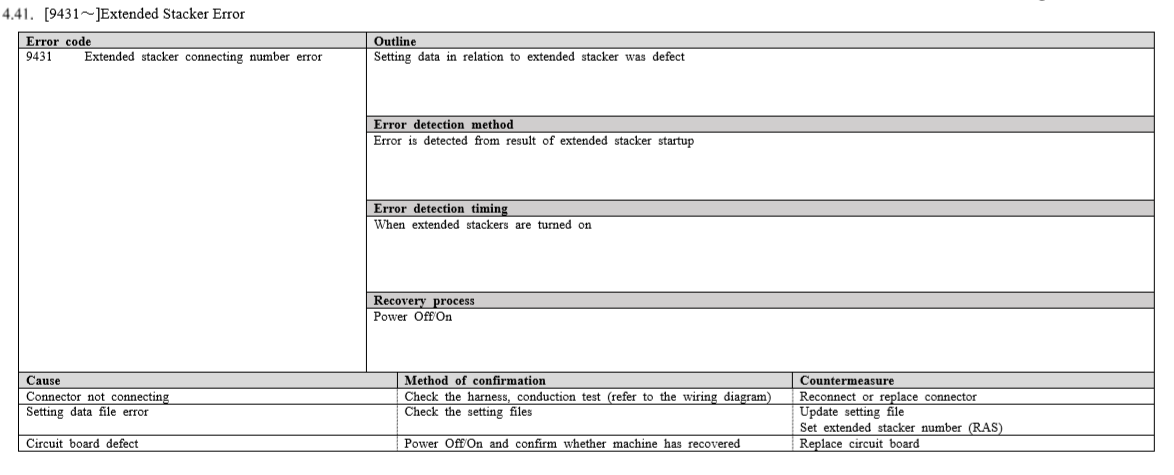 4.41. [9431～]Extended Stacker Error
Error code
Outline
9431 Extended stacker connecting number error
Setting data in relation to extended stacker was defect
Error detection method
Error is detected from result of extended stacker startup
Error detection timing
When extended stackers are turned on
Recovery process
Power Off/On
Cause
Method of confirmation
Countermeasure
Connector not connecting
Check the harness, conduction test (refer to the wiring diagram)
Reconnect or replace connector
Setting data file error
Check the setting files
Update setting file
Set extended stacker number (RAS)
Circuit board defect
Power Off/On and confirm whether machine has recovered
Replace circuit board